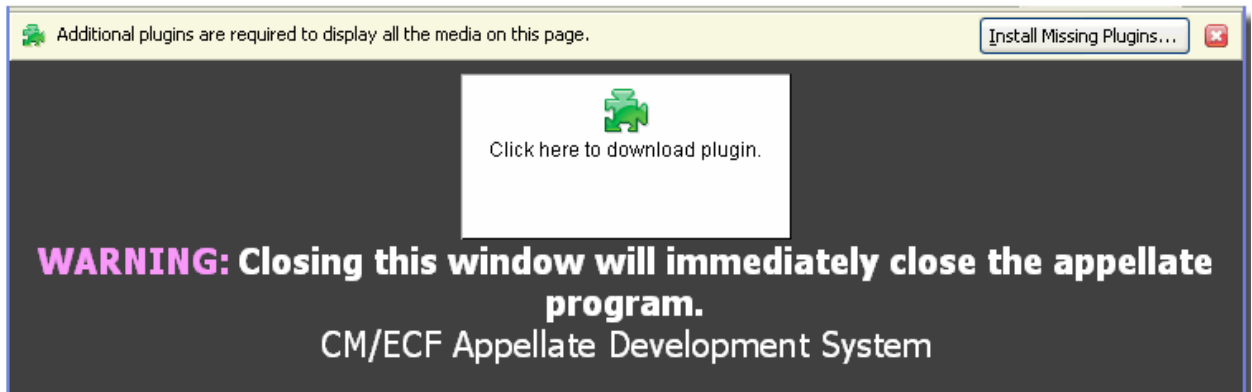 Additional plugins are required to display all the media on this page. Install Missing Plugins...
Click here to download plugin.
WARNING: Closing this window will immediately close the appellate
program.
CM/ECF Appellate Development System